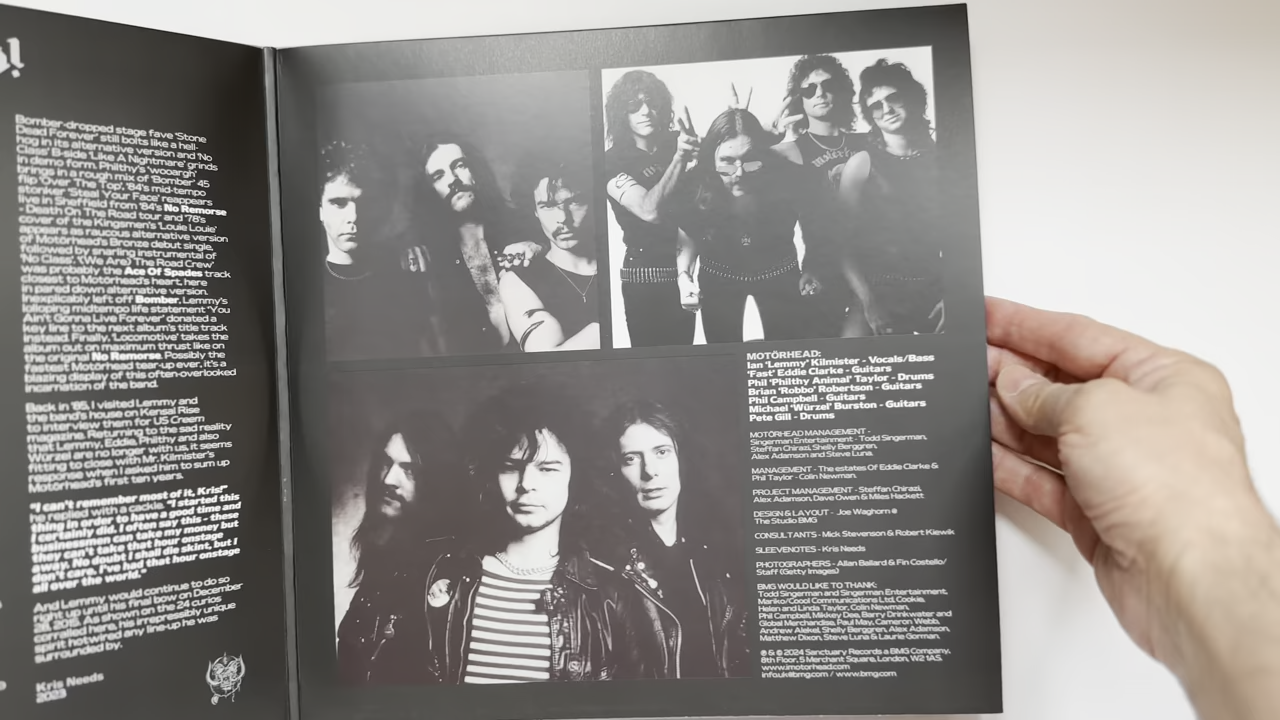 Bomber-dropped stage fave 'Stone
Dead Forever' still bolts like a hell-
hog in its alternative version and 'No
Class' B-side 'Like A Nightmare' grinds
in demo form. Philthy's 'wooargh'
brings in a rough mix of 'Bomber' 45
flip 'Over The Top', '84's mid-tempo
stonker 'Steal Your Face' reappears
live in Sheffield from '84's No Remorse
- Death On The Road tour and '78's
cover of the Kingsmen's 'Louie Louie'
appears as raucous alternative version
of Motörhead's Bronze debut single,
followed by snarling instrumental of
'No Class'. '(We Are) The Road Crew'
was probably the Ace Of Spades track
closest to Motörhead's heart, here
in pared down alternative version.
Inexplicably left off Bomber, Lemmy's
lolloping midtempo life statement 'You
Ain't Gonna Live Forever' donated a
key line to the next album's title track
instead. Finally, 'Locomotive' takes the
album out on maximum thrust like on
the original No Remorse. Possibly the
fastest Motörhead tear-up ever, it's a
blazing display of this often-overlooked
incarnation of the band.
Back in '85, I visited Lemmy and
the band's house on Kensal Rise
to interview them for US Creem
magazine. Returning to the sad reality
that Lemmy, Eddie, Philthy and also
Würzel are no longer with us, it seems
fitting to close with Mr. Kilmister's
response when I asked him to sum up
Motörhead's first ten years.
"I can't remember most of it, Kris!"
he replied with a cackle. "I started this
thing in order to have a good time and
I certainly did. I often say this - these
businessmen can take my money but
they can't take that hour onstage
away. No doubt I shall die skint, but I
don't care. I've had that hour onstage
all over the world."
And Lemmy would continue to do so
right up until his final bow on December
28, 2015. As shown on the 24 curios
corralled here, his irrepressibly unique
spirit hotwired any line-up he was
surrounded by.
Kris Needs
2023
MOTÖRHEAD:
Ian 'Lemmy' Kilmister - Vocals/Bass
'Fast' Eddie Clarke - Guitars
Phil 'Philthy Animal' Taylor - Drums
Brian 'Robbo' Robertson - Guitars
Phil Campbell - Guitars
Michael 'Würzel' Burston - Guitars
Pete Gill - Drums
MOTÖRHEAD MANAGEMENT -
Singerman Entertainment - Todd Singerman,
Steffan Chirazi, Shelly Berggren,
Alex Adamson and Steve Luna.
MANAGEMENT - The estates Of Eddie Clarke &
Phil Taylor - Colin Newman.
PROJECT MANAGEMENT - Steffan Chirazi,
Alex Adamson, Dave Owen & Miles Hackett
DESIGN & LAYOUT - Joe Waghorn @
The Studio BMG
CONSULTANTS - Mick Stevenson & Robert Kiewik
SLEEVENOTES - Kris Needs
PHOTOGRAPHERS - Allan Ballard & Fin Costello/
Staff (Getty Images)
BMG WOULD LIKE TO THANK:
Todd Singerman and Singerman Entertainment,
Mariko/Coool Communications Ltd, Cookie,
Helen and Linda Taylor, Colin Newman,
Phil Campbell, Mikkey Dee, Barry Drinkwater and
Global Merchandise, Paul May, Cameron Webb,
Andrew Alekel, Shelly Berggren, Alex Adamson,
Matthew Dixon, Steve Luna & Laurie Gorman.
℗ & © 2024 Sanctuary Records a BMG Company,
8th Floor, 5 Merchant Square, London, W2 1AS.
www.imotorhead.com
info.uk@bmg.com / www.bmg.com